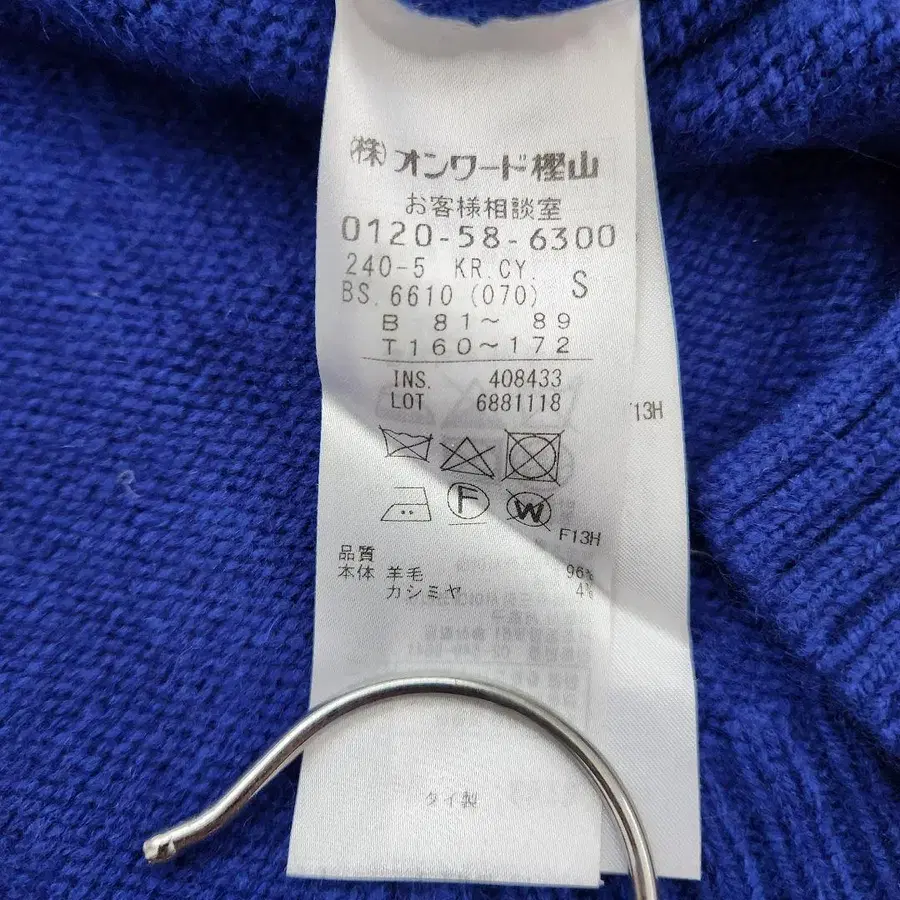 ㈱オンワード樫山
お客様相談室
0120-58-6300
240-5 KR.CY.
BS.6610 (070) S
B 81～ 89
T160～172
INS. 408433
LOT 6881118
F
W
F13H
13H
品質
本体 羊毛 96%
カシミヤ 4%
タイ製